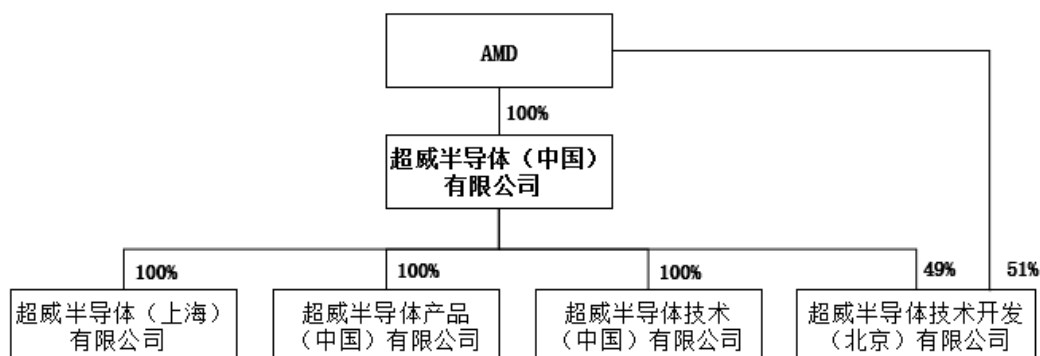 AMD
100%
超威半导体（中国）
有限公司
100%
100%
100%
49%
51%
超威半导体（上海）
有限公司
超威半导体产品
（中国）有限公司
超威半导体技术
（中国）有限公司
超威半导体技术开发
（北京）有限公司